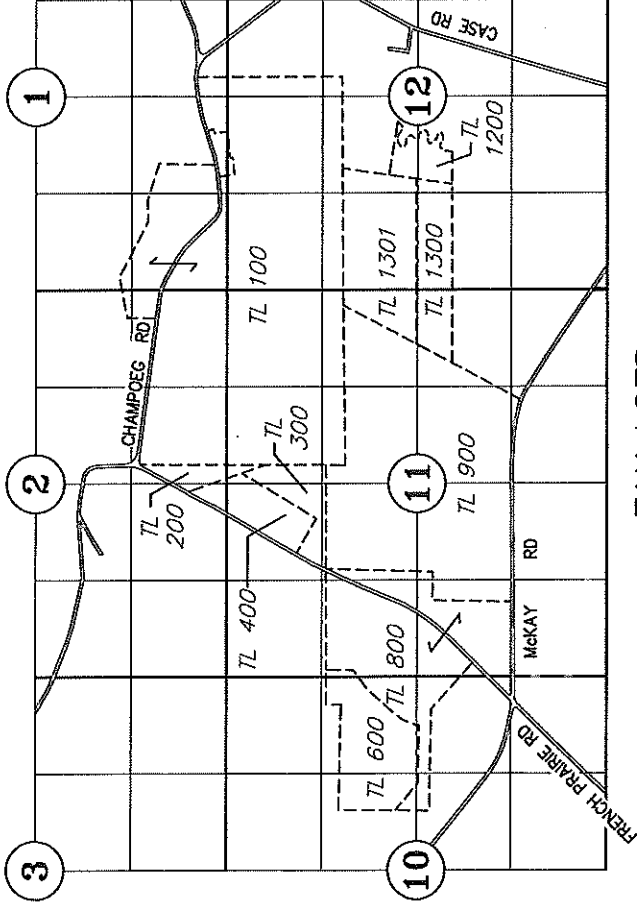 3
2
1
CHAMPOEG RD
CASE RD
TL 100
TL
200
TL
300
TL 400
10
11
12
TL 1301
TL 1300
TL
1200
TL 600
TL 800
TL 900
McKAY RD
FRENCH PRAIRIE RD